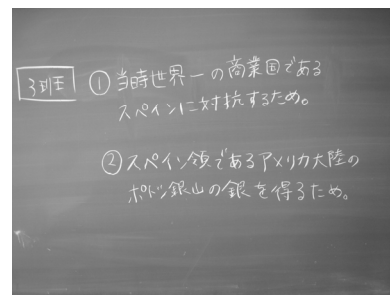 3班 ① 当時世界一の商業国である
スペインに対抗するため。
② スペイン領であるアメリカ大陸の
ポトシ銀山の銀を得るため。